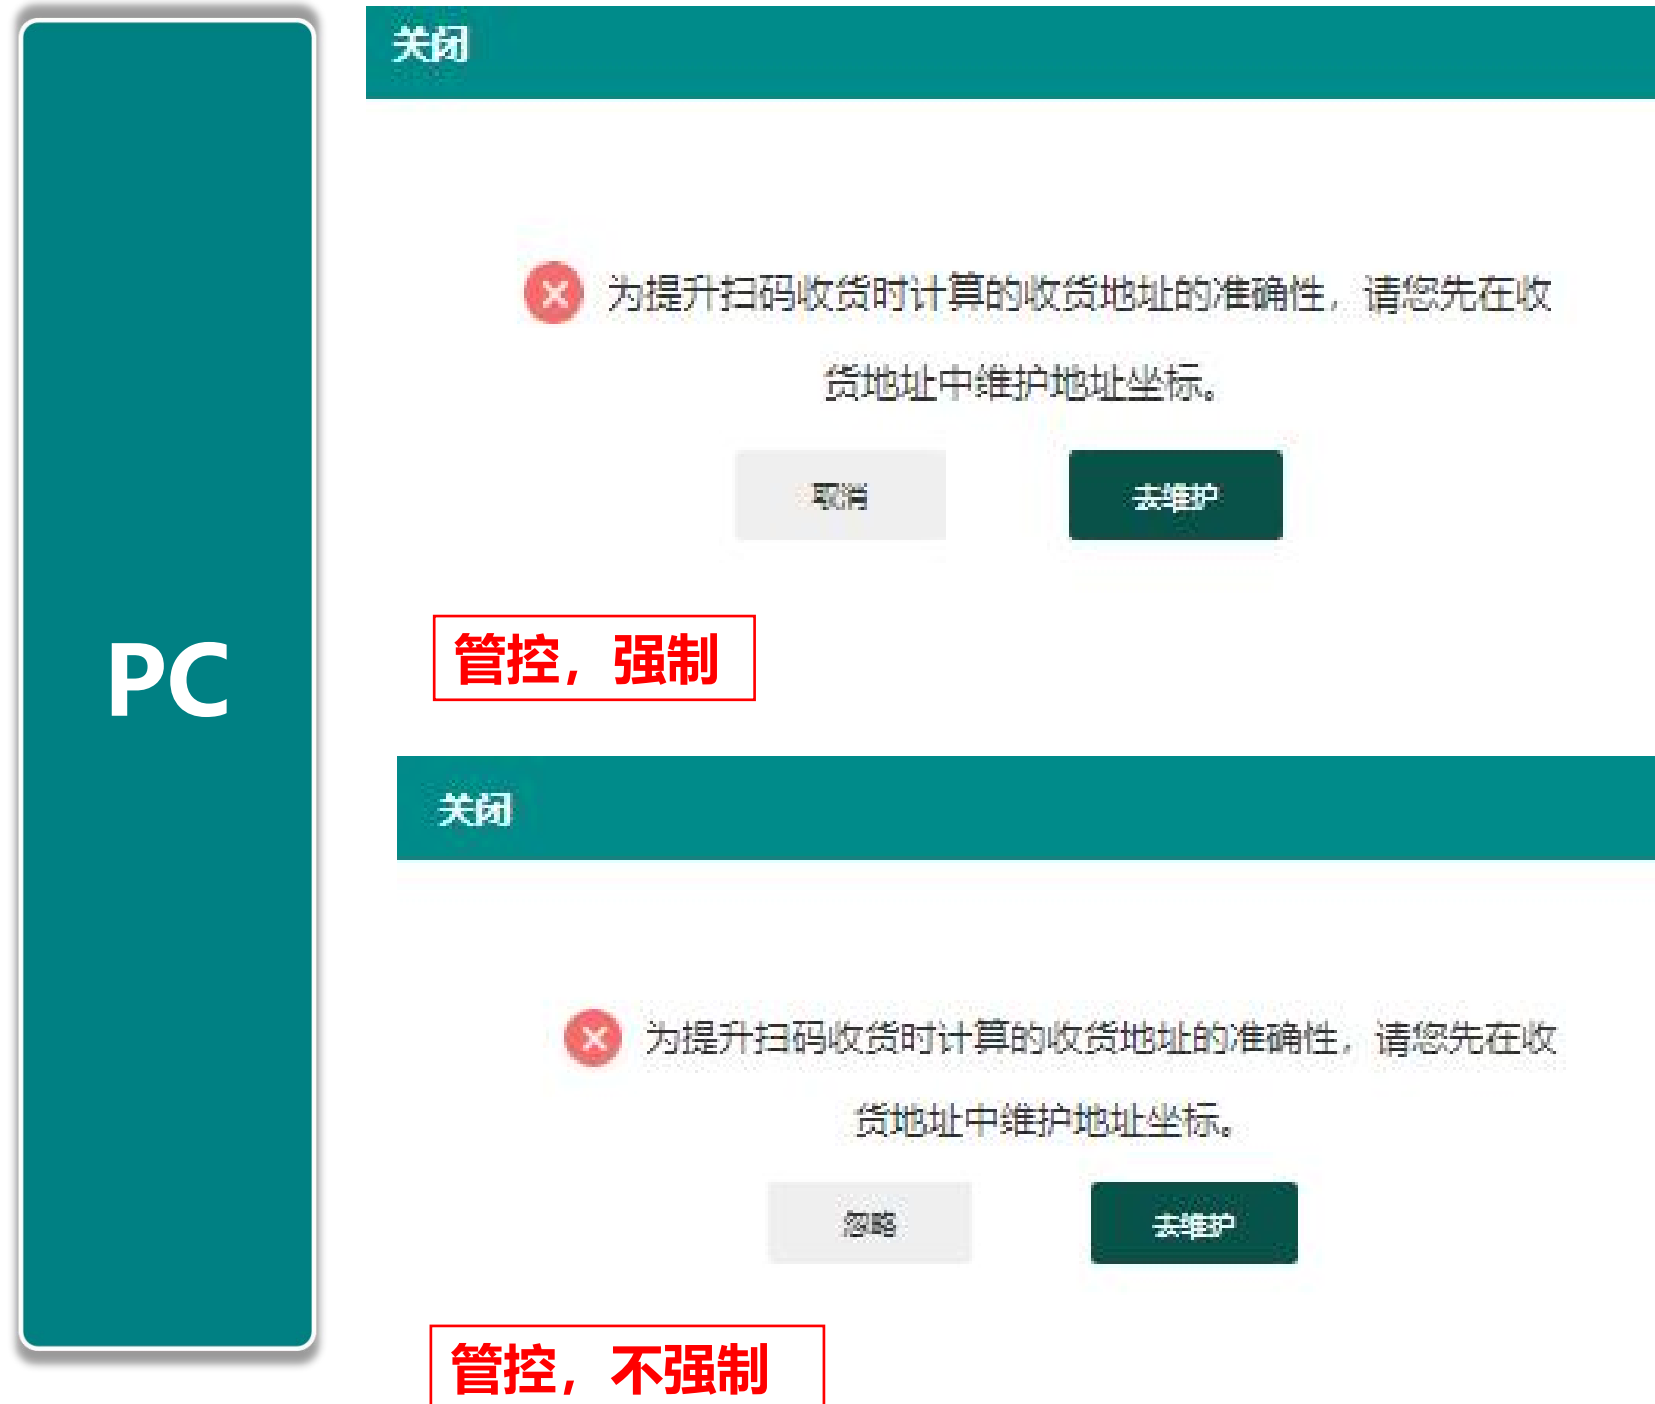 PC
关闭
为提升扫码收货时计算的收货地址的准确性，请您先在收
货地址中维护地址坐标。
取消
去维护
管控，强制
关闭
为提升扫码收货时计算的收货地址的准确性，请您先在收
货地址中维护地址坐标。
忽略
去维护
管控，不强制